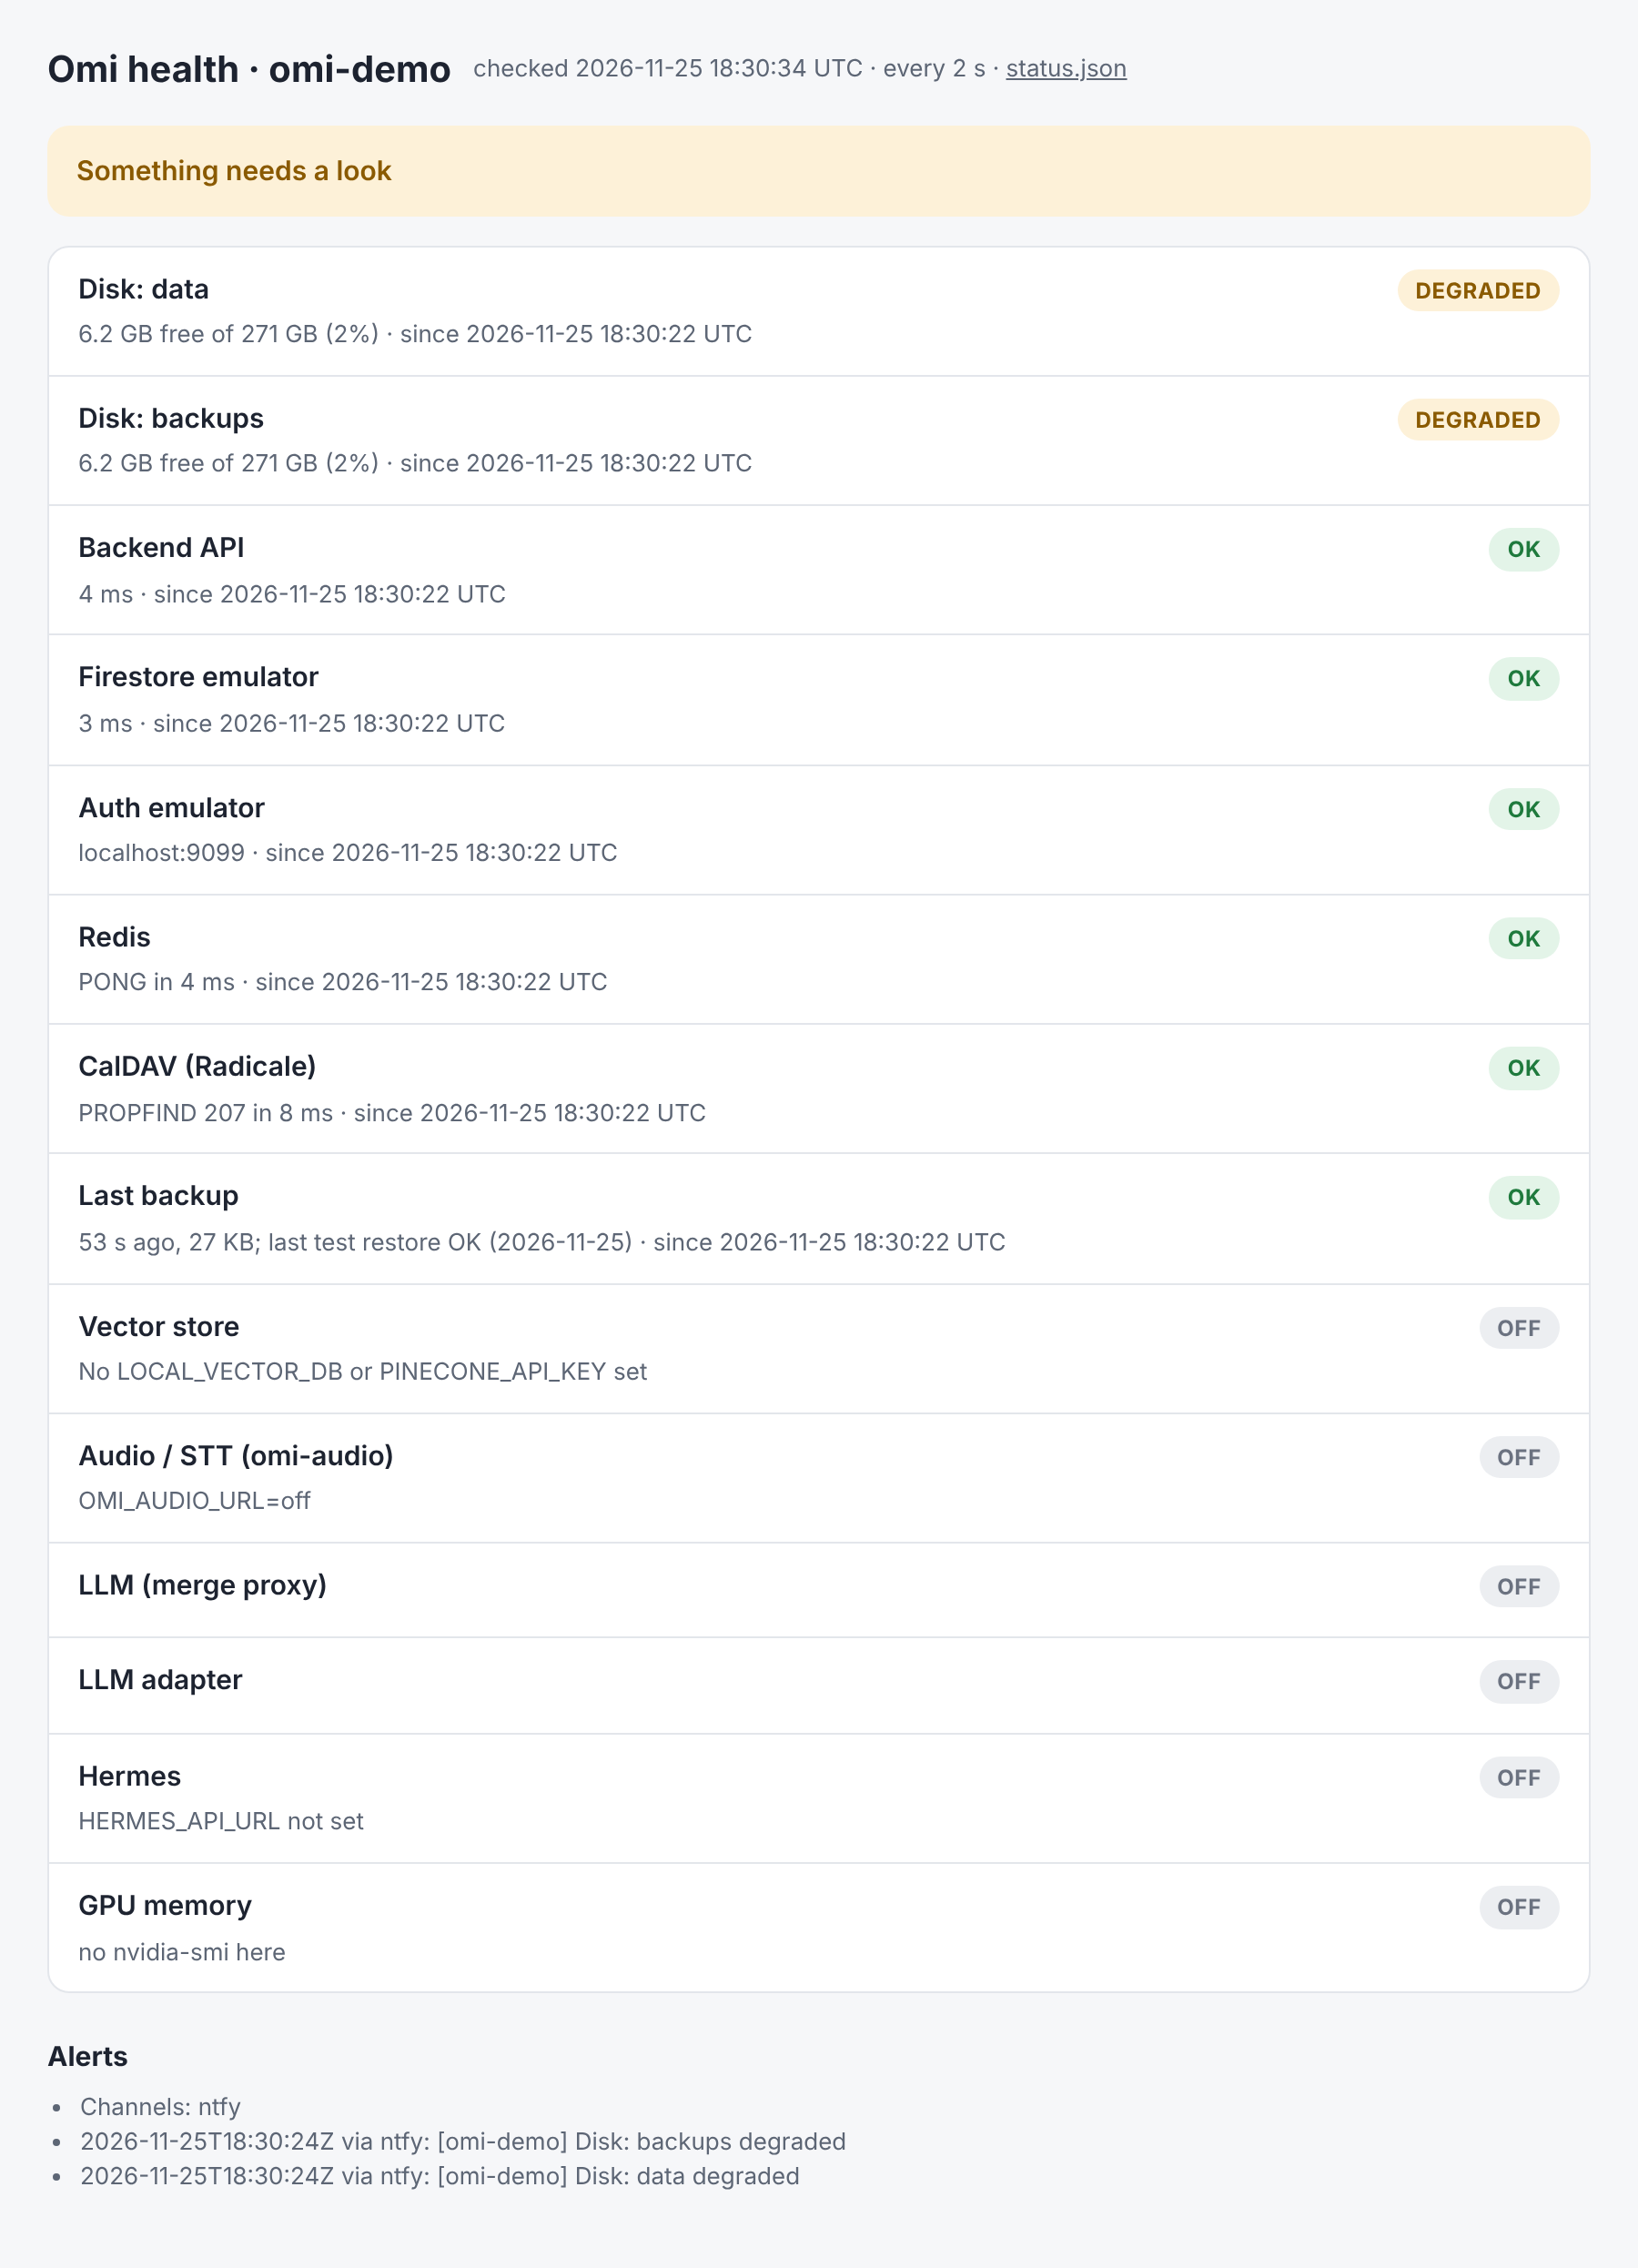 Omi health · omi-demo checked 2026-11-25 18:30:34 UTC · every 2 s · status.json
Something needs a look
Disk: data DEGRADED
6.2 GB free of 271 GB (2%) · since 2026-11-25 18:30:22 UTC
Disk: backups DEGRADED
6.2 GB free of 271 GB (2%) · since 2026-11-25 18:30:22 UTC
Backend API OK
4 ms · since 2026-11-25 18:30:22 UTC
Firestore emulator OK
3 ms · since 2026-11-25 18:30:22 UTC
Auth emulator OK
localhost:9099 · since 2026-11-25 18:30:22 UTC
Redis OK
PONG in 4 ms · since 2026-11-25 18:30:22 UTC
CalDAV (Radicale) OK
PROPFIND 207 in 8 ms · since 2026-11-25 18:30:22 UTC
Last backup OK
53 s ago, 27 KB; last test restore OK (2026-11-25) · since 2026-11-25 18:30:22 UTC
Vector store OFF
No LOCAL_VECTOR_DB or PINECONE_API_KEY set
Audio / STT (omi-audio) OFF
OMI_AUDIO_URL=off
LLM (merge proxy) OFF
LLM adapter OFF
Hermes OFF
HERMES_API_URL not set
GPU memory OFF
no nvidia-smi here
Alerts
• Channels: ntfy
• 2026-11-25T18:30:24Z via ntfy: [omi-demo] Disk: backups degraded
• 2026-11-25T18:30:24Z via ntfy: [omi-demo] Disk: data degraded